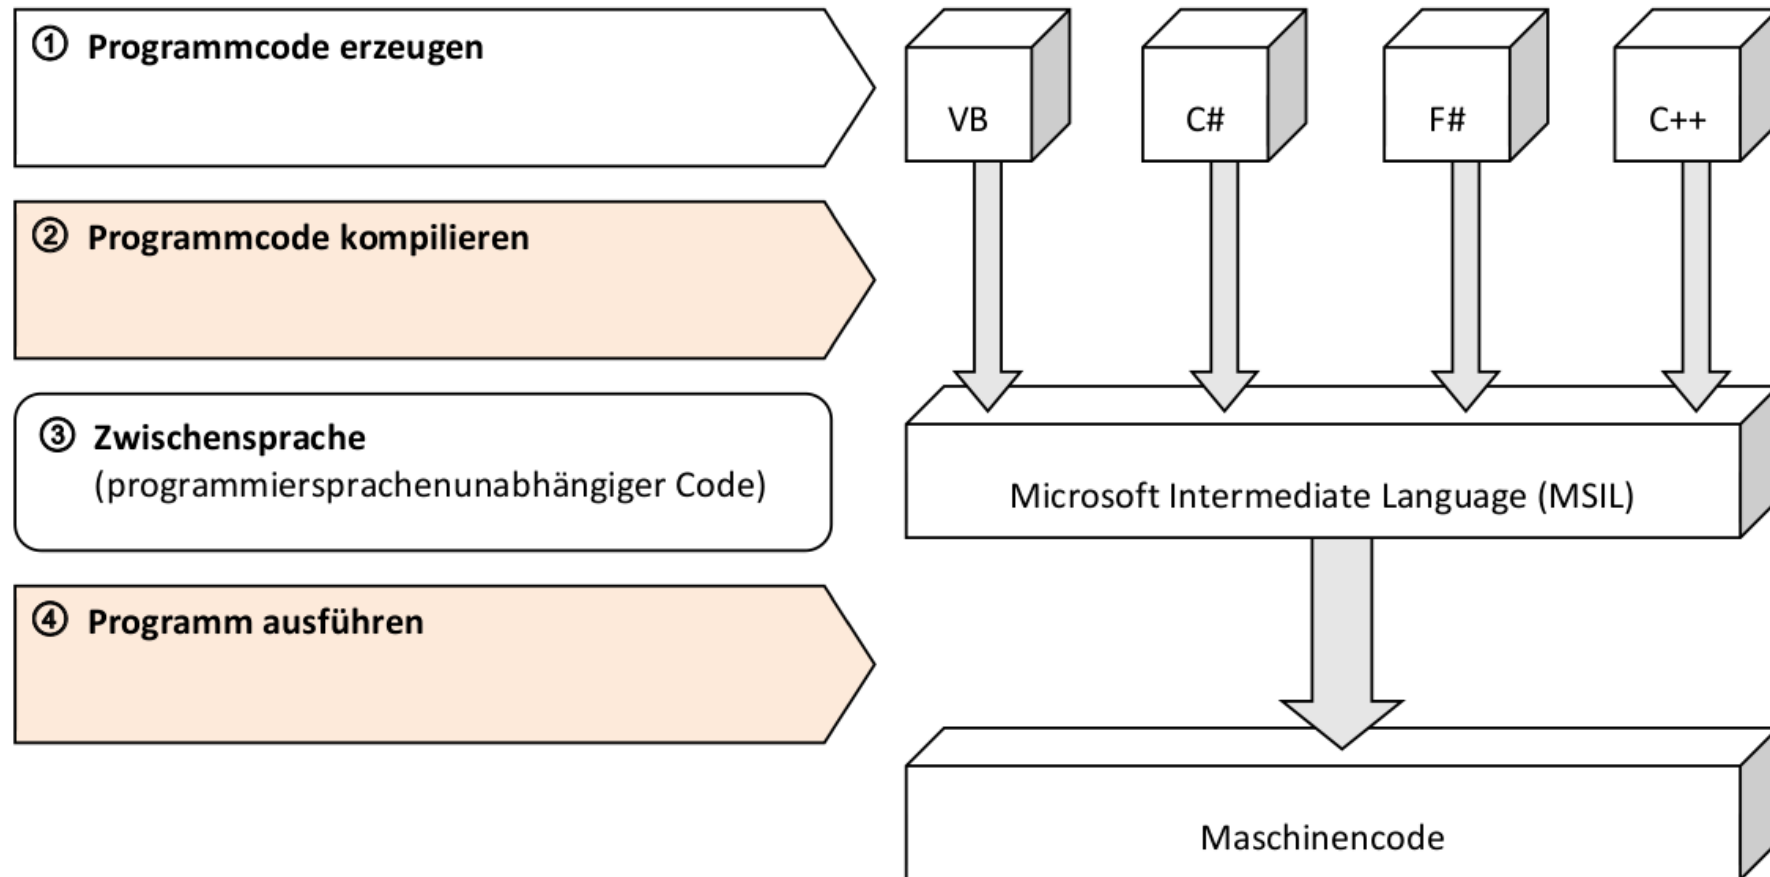 ① Programmcode erzeugen
VB
C#
F#
C++
② Programmcode kompilieren
③ Zwischensprache
(programmiersprachenunabhängiger Code)
Microsoft Intermediate Language (MSIL)
④ Programm ausführen
Maschinencode